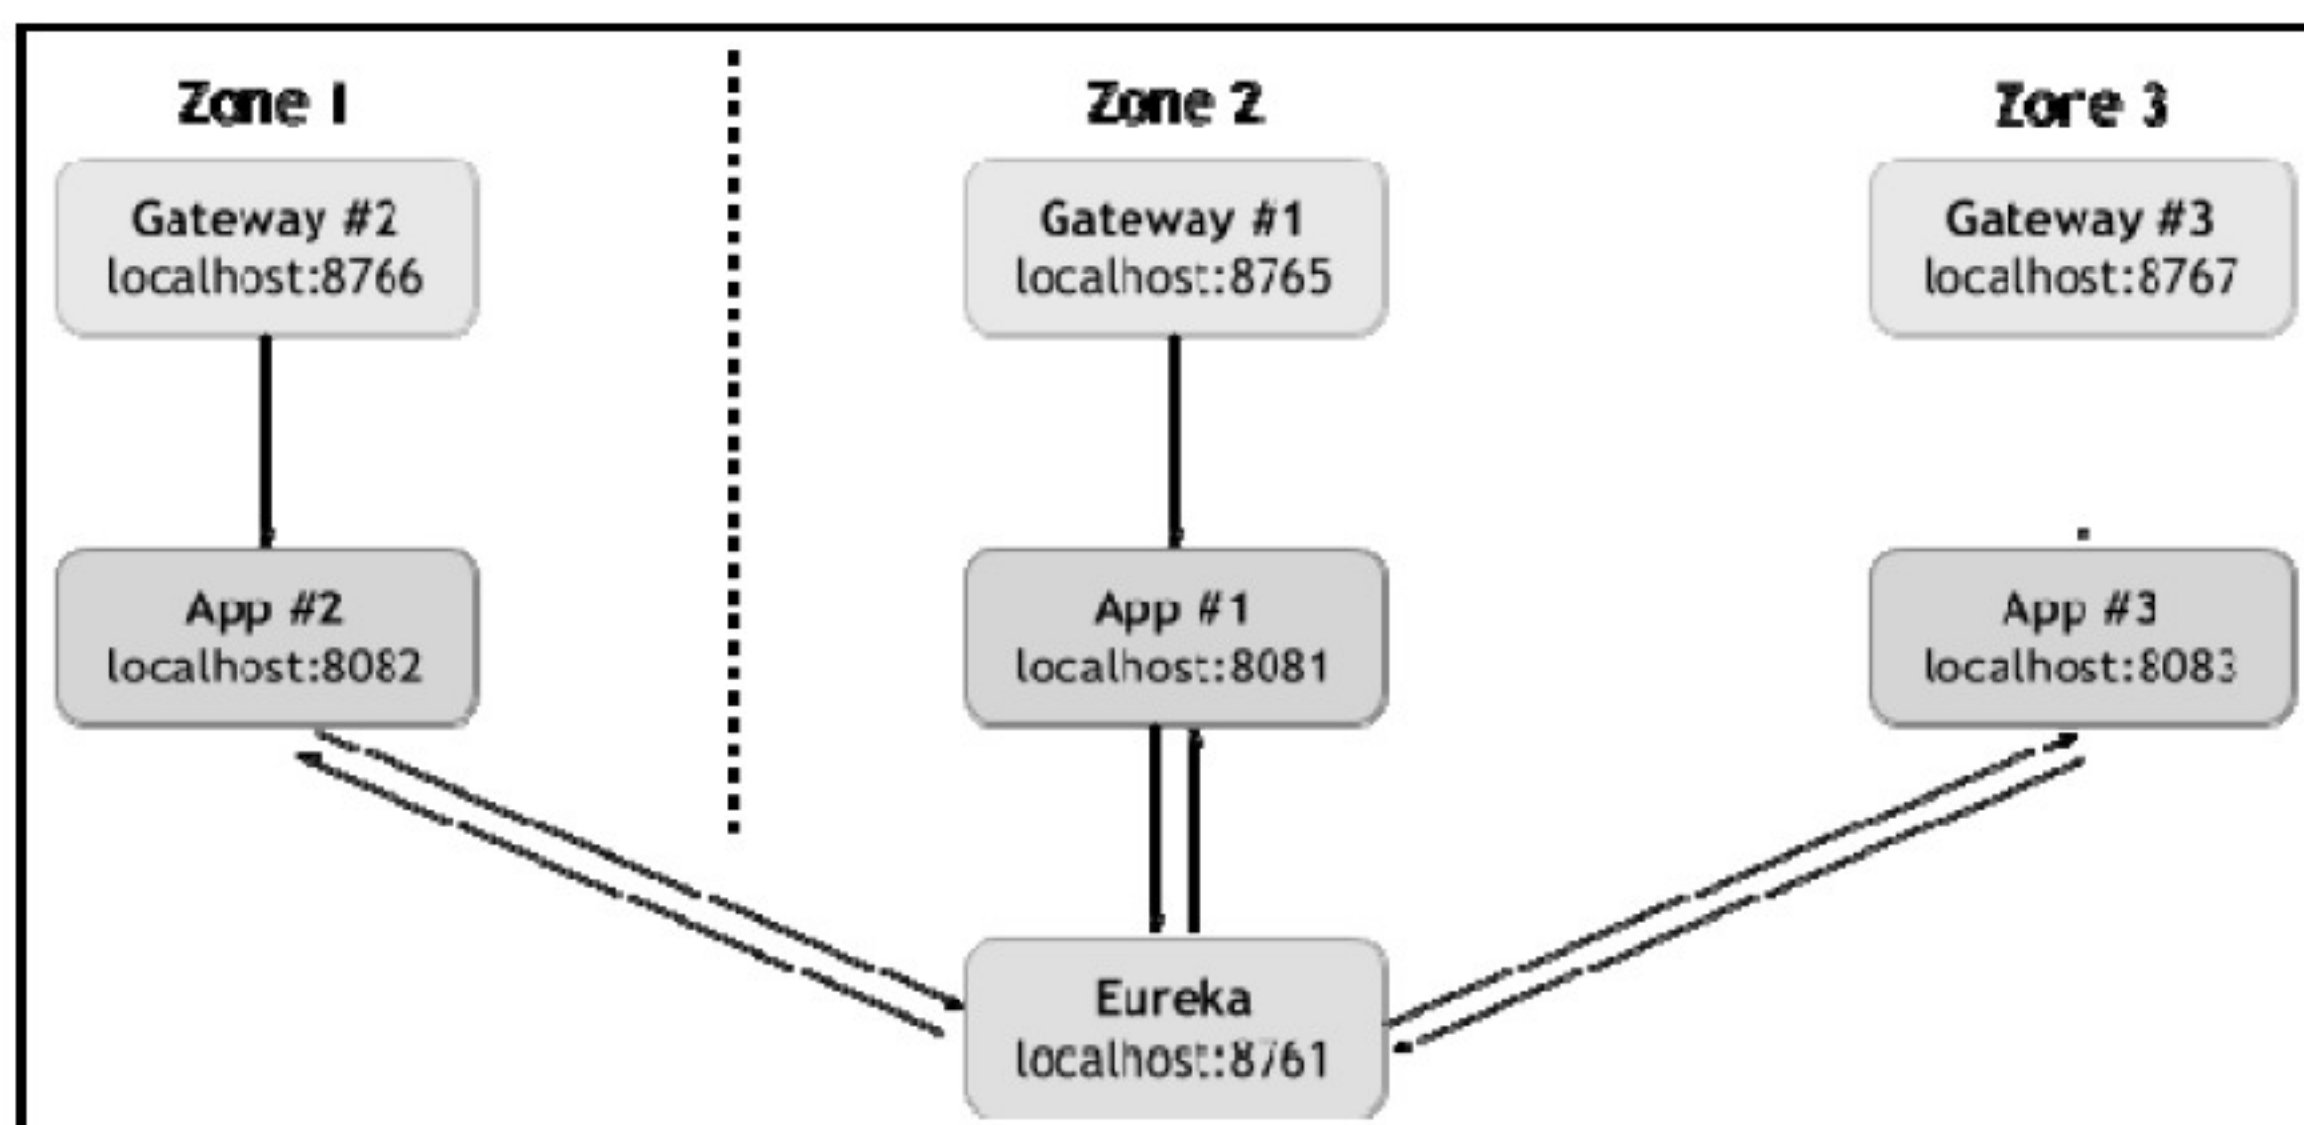 Zone 1
Zone 2
Zore 3
Gateway #2
localhost:8766
Gateway #1
localhost:8765
Gateway #3
localhost:8767
App #2
localhost:8082
App #1
localhost:8081
App #3
localhost:8083
Eureka
localhost:8761